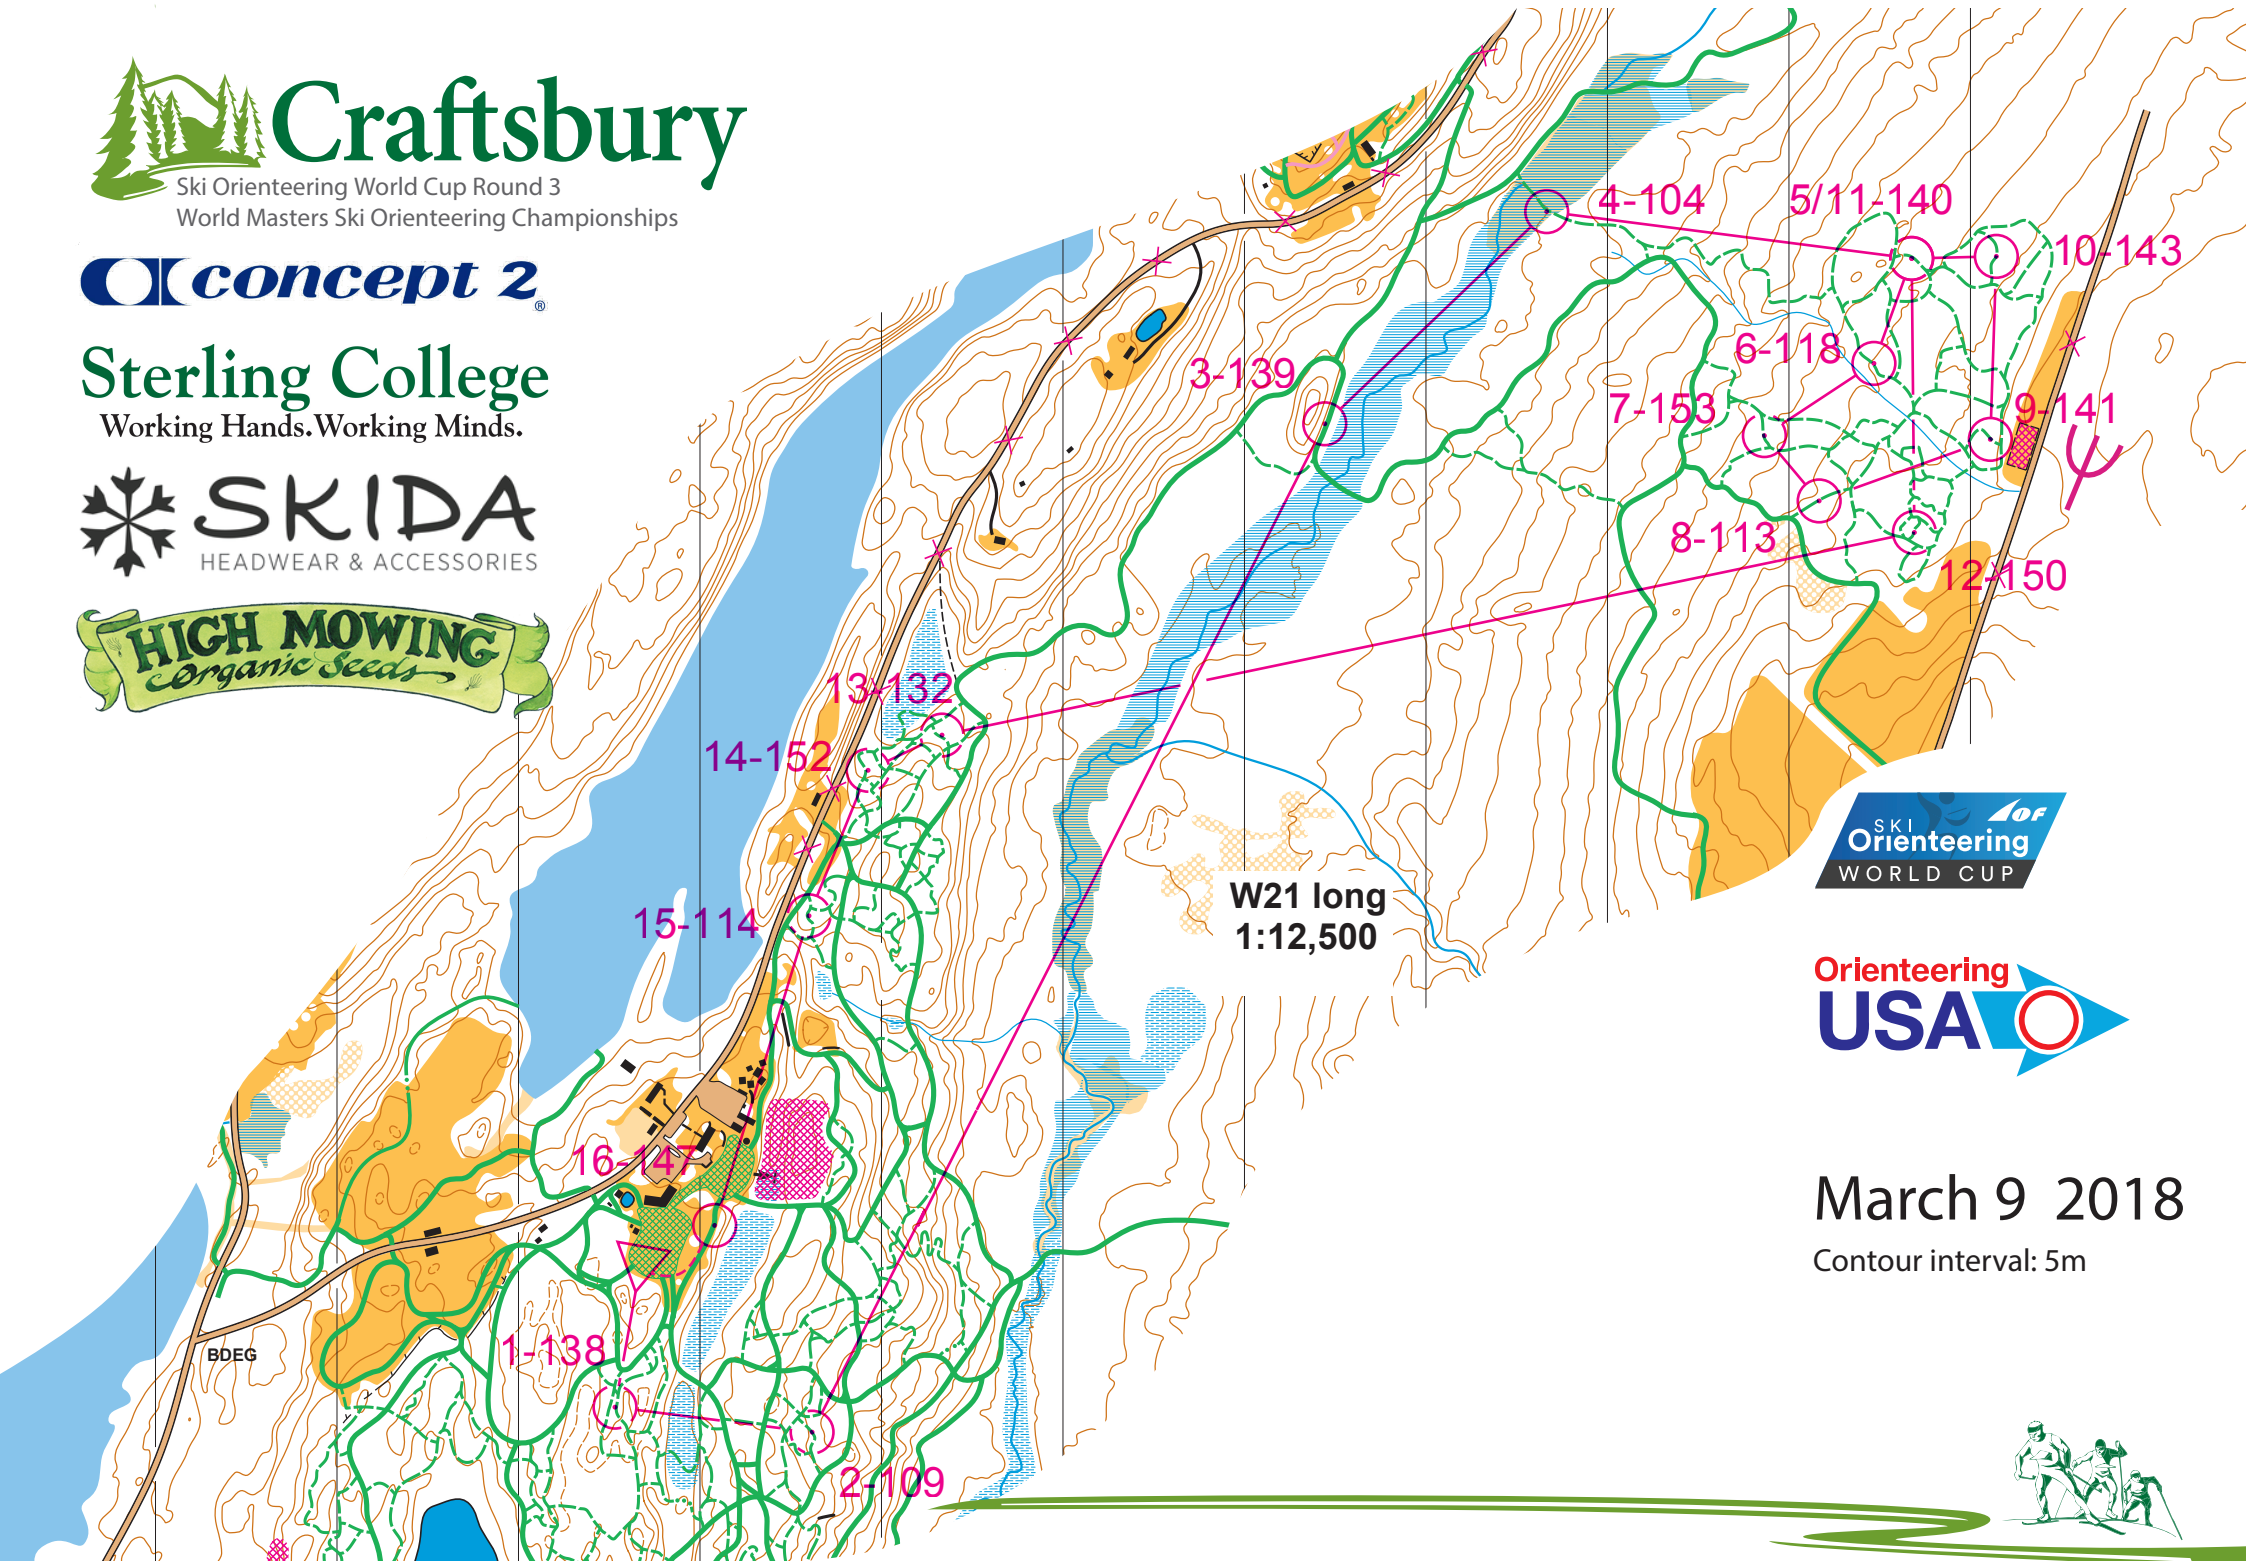 Craftsbury
Ski Orienteering World Cup Round 3
World Masters Ski Orienteering Championships
concept 2®
Sterling College
Working Hands.Working Minds.
SKIDA
HEADWEAR & ACCESSORIES
HIGH MOWING
Organic Seeds
4-104
5/11-140
10-143
3-139
6-118
7-153
9-141
8-113
12-150
13-132
14-152
15-114
W21 long
1:12,500
16-147
1-138
BDEG
2-109
IOF
SKI
Orienteering
WORLD CUP
Orienteering
USA
March 9 2018
Contour interval: 5m